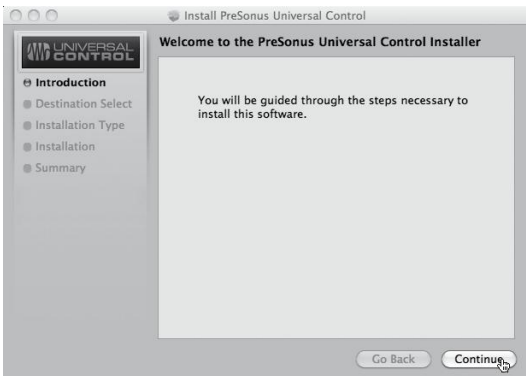 Install PreSonus Universal Control
UNIVERSAL
CONTROL
Welcome to the PreSonus Universal Control Installer
Introduction
Destination Select
Installation Type
Installation
Summary
You will be guided through the steps necessary to
install this software.
Go Back
Continue